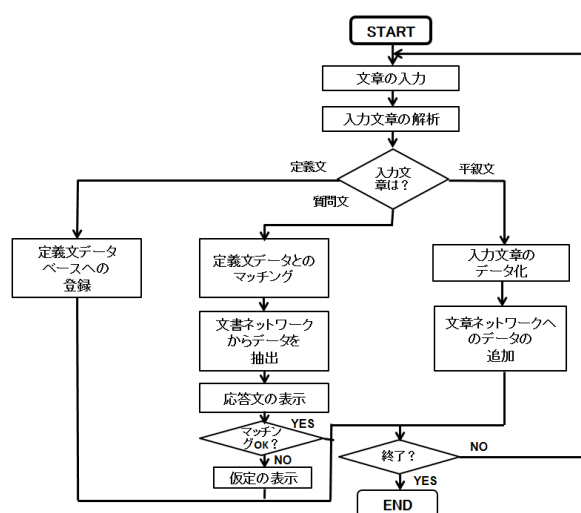 START
文章の入力
入力文章の解析
入力文
章は?
定義文
平叙文
質問文
定義文データ
ベースへの
登録
定義文データとの
マッチング
入力文章の
データ化
文書ネットワーク
からデータを
抽出
文章ネットワークへ
のデータの
追加
応答文の表示
マッチン
グOK?
YES
NO
仮定の表示
終了?
NO
YES
END